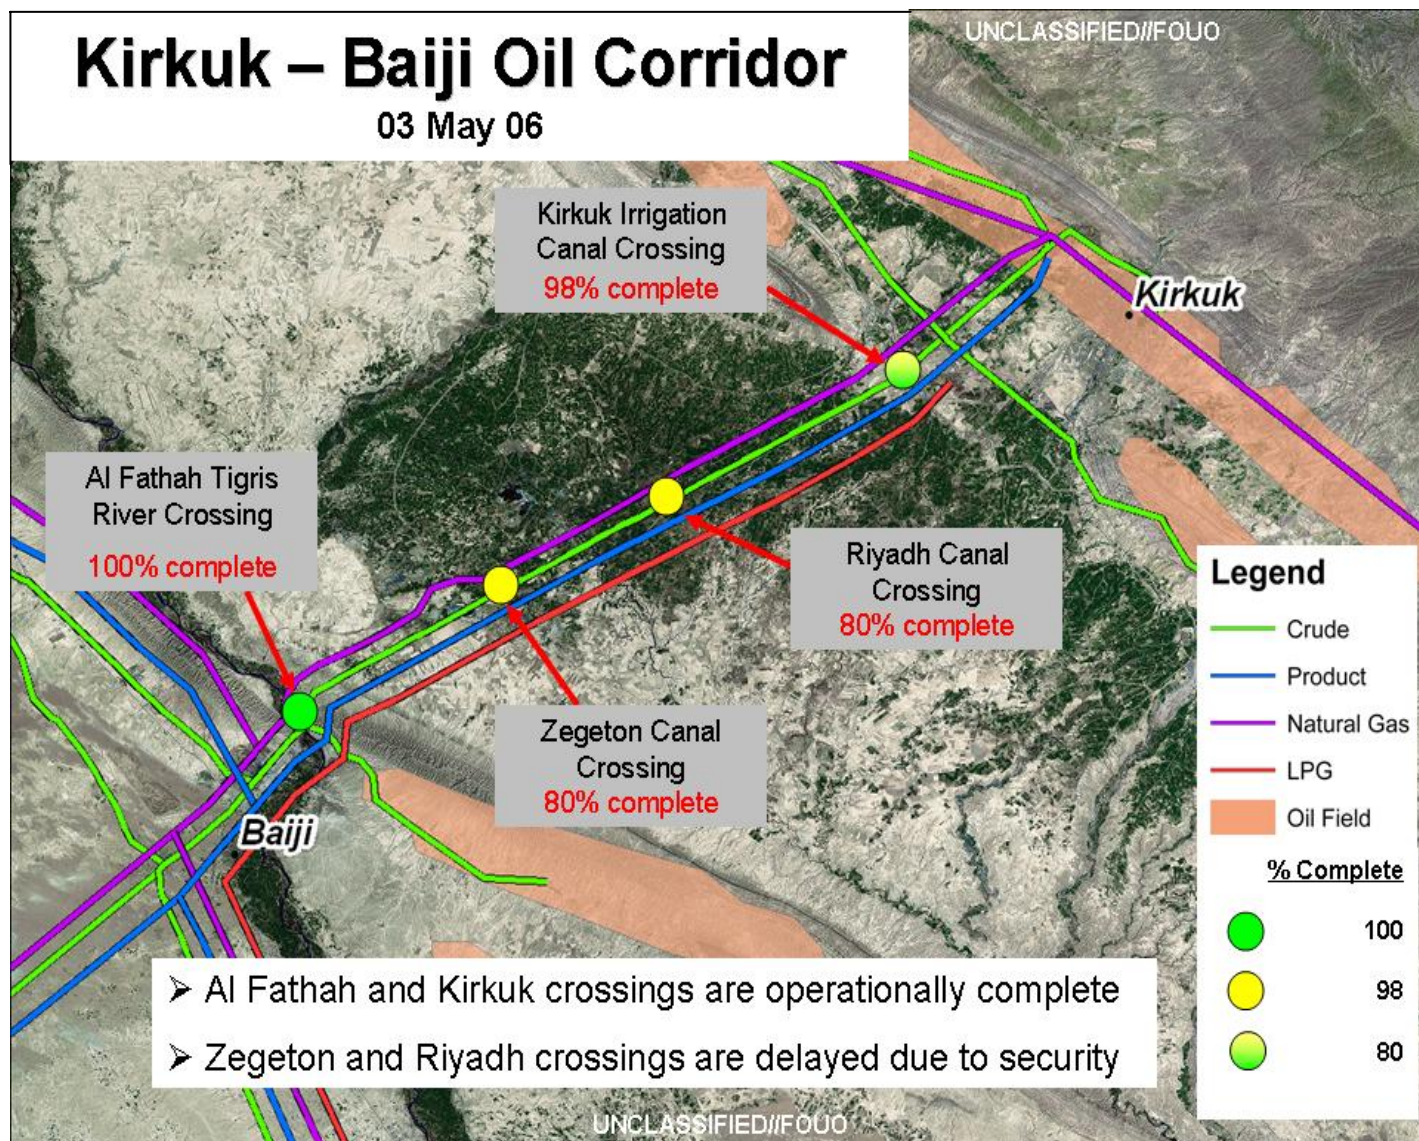 UNCLASSIFIED//FOUO
Kirkuk – Baiji Oil Corridor
03 May 06
Kirkuk Irrigation
Canal Crossing
98% complete
Kirkuk
Al Fathah Tigris
River Crossing
100% complete
Riyadh Canal
Crossing
80% complete
Zegeton Canal
Crossing
80% complete
Baiji
Legend
Crude
Product
Natural Gas
LPG
Oil Field
% Complete
100
98
80
➢ Al Fathah and Kirkuk crossings are operationally complete
➢ Zegeton and Riyadh crossings are delayed due to security
UNCLASSIFIED//FOUO